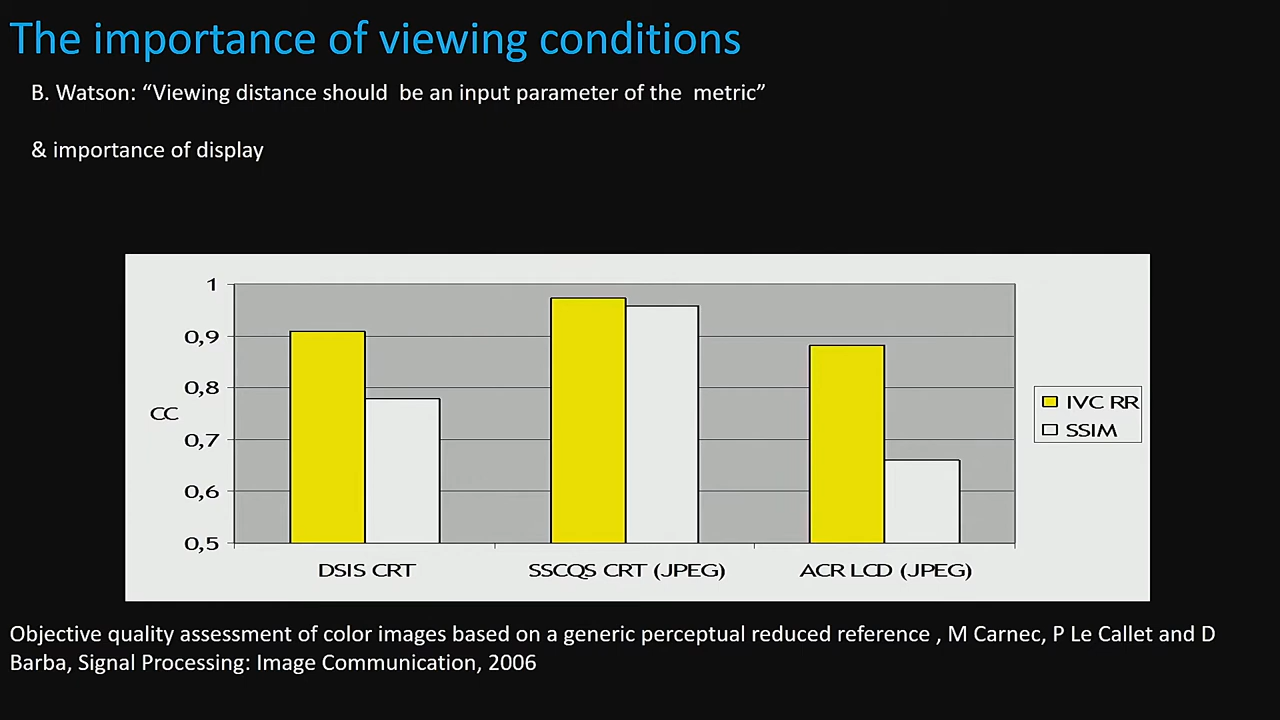 The importance of viewing conditions
B. Watson: “Viewing distance should be an input parameter of the metric”
& importance of display
1
0,9
0,8
CC
0,7
0,6
0,5
IVC RR
SSIM
DSIS CRT
SSCQS CRT (JPEG)
ACR LCD (JPEG)
Objective quality assessment of color images based on a generic perceptual reduced reference , M Carnec, P Le Callet and D
Barba, Signal Processing: Image Communication, 2006